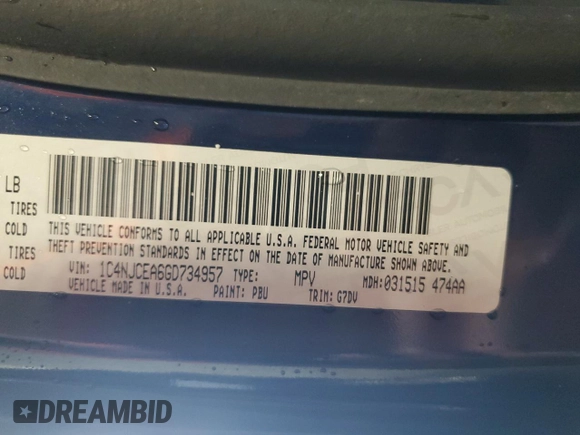 LB
TIRES
COLD
TIRES
COLD
THIS VEHICLE CONFORMS TO ALL APPLICABLE U.S.A. FEDERAL MOTOR VEHICLE SAFETY AND
THEFT PREVENTION STANDARDS IN EFFECT ON THE DATE OF MANUFACTURE SHOWN ABOVE.
VIN: 1C4NJCEA6GD734957 TYPE: MPV MDH:031515 474AA
VEHICLE MADE IN U.S.A. PAINT: PBU TRIM: G7DV
DREAMBID